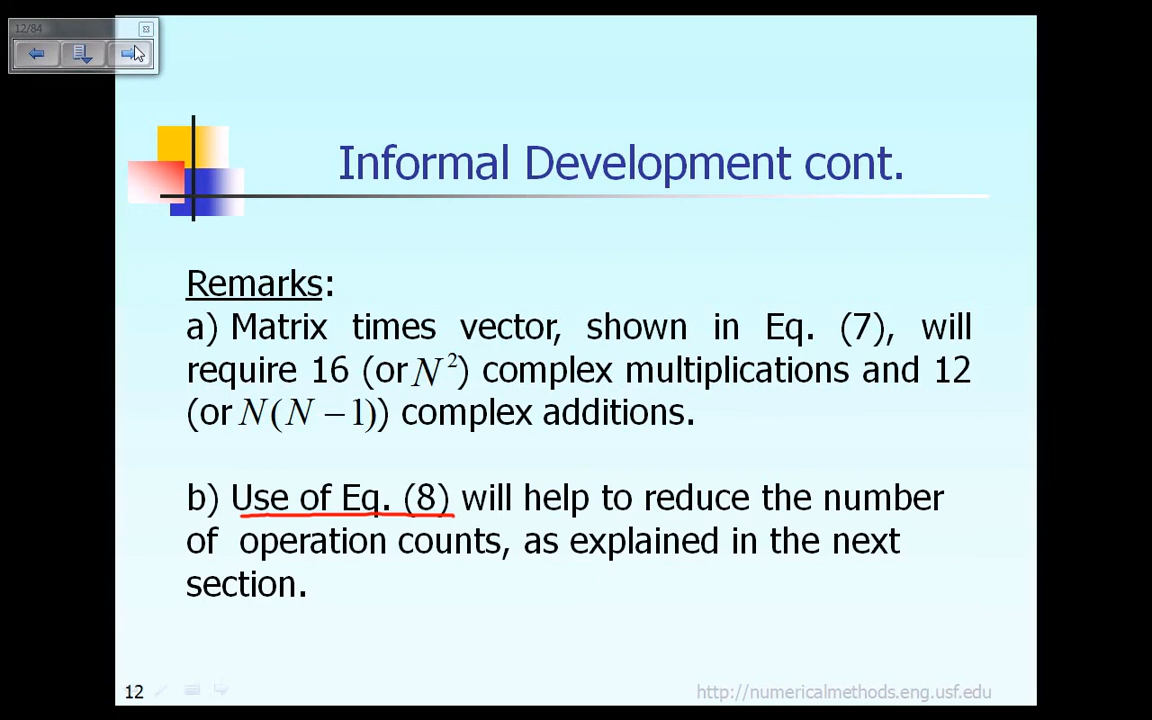 12/84
Informal Development cont.
Remarks:
a) Matrix times vector, shown in Eq. (7), will
require 16 (or N²) complex multiplications and 12
(or N(N −1)) complex additions.
b) Use of Eq. (8) will help to reduce the number
of operation counts, as explained in the next
section.
12
http://numericalmethods.eng.usf.edu